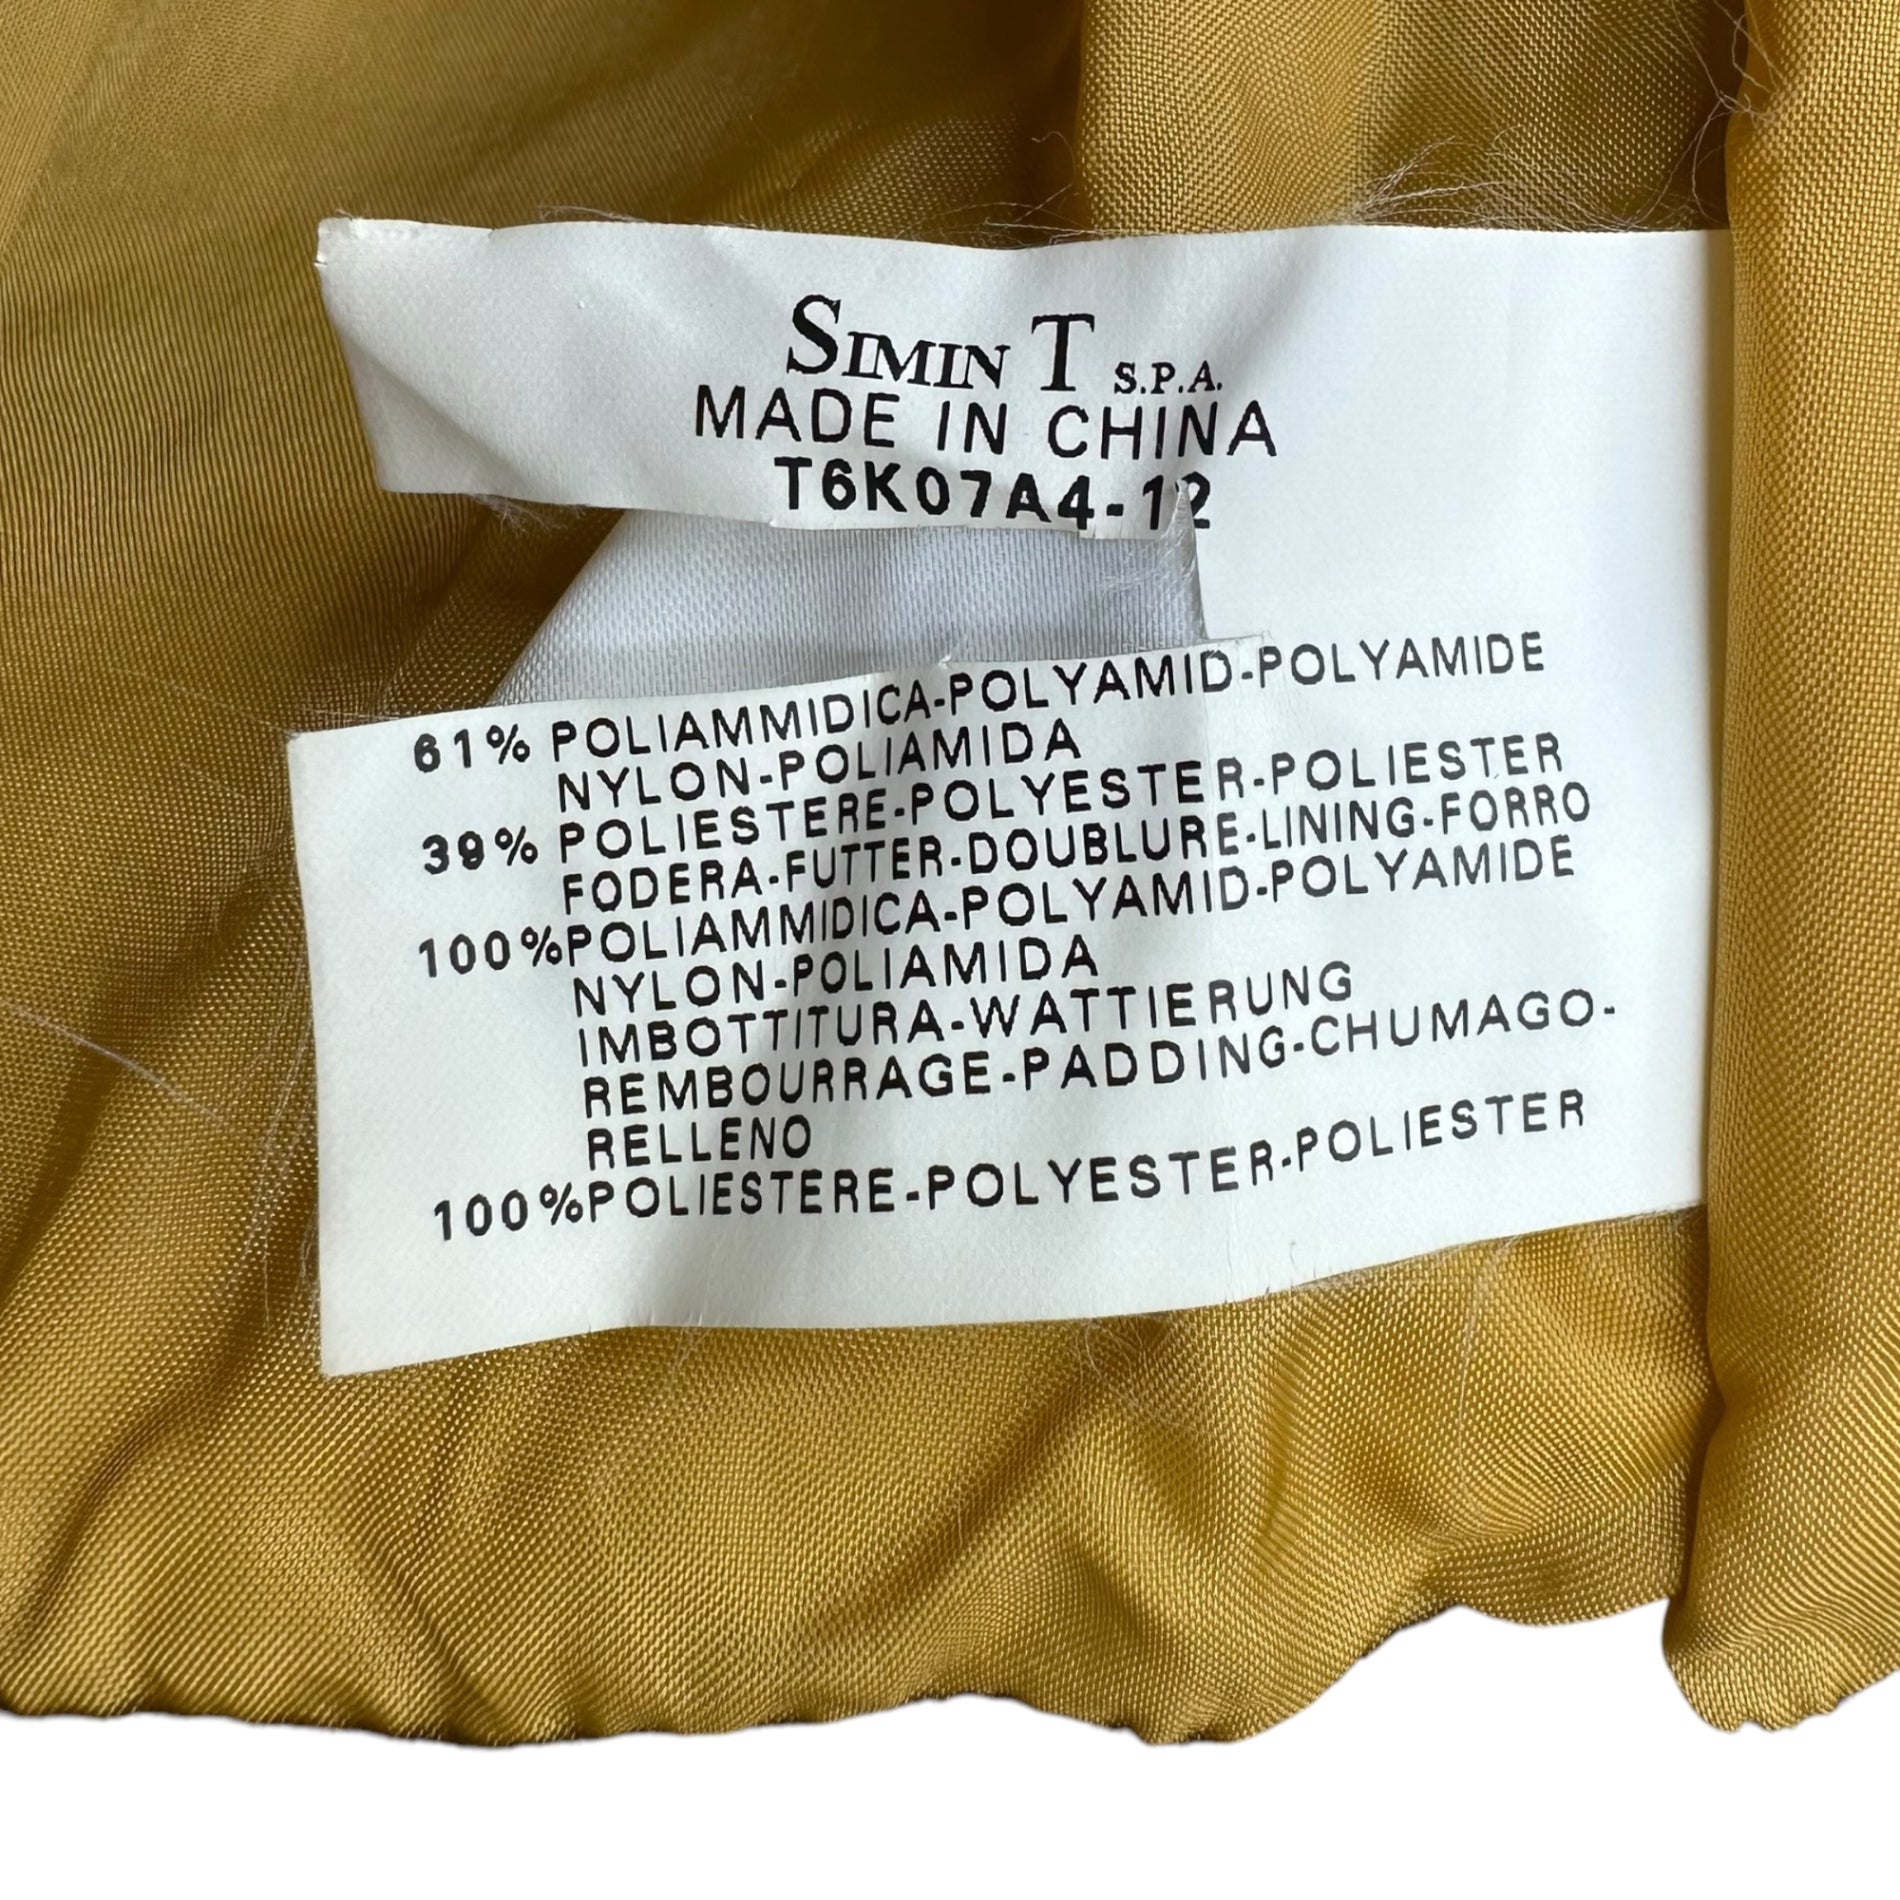 SIMIN T S.P.A.
MADE IN CHINA
T6K07A4-12
61% POLIAMMIDICA-POLYAMID-POLYAMIDE
NYLON-POLIAMIDA
39% POLIESTERE-POLYESTER-POLIESTER
FODERA-FUTTER-DOUBLURE-LINING-FORRO
100%POLIAMMIDICA-POLYAMID-POLYAMIDE
NYLON-POLIAMIDA
IMBOTTITURA-WATTIERUNG
REMBOURRAGE-PADDING-CHUMAGO-
RELLENO
100%POLIESTERE-POLYESTER-POLIESTER